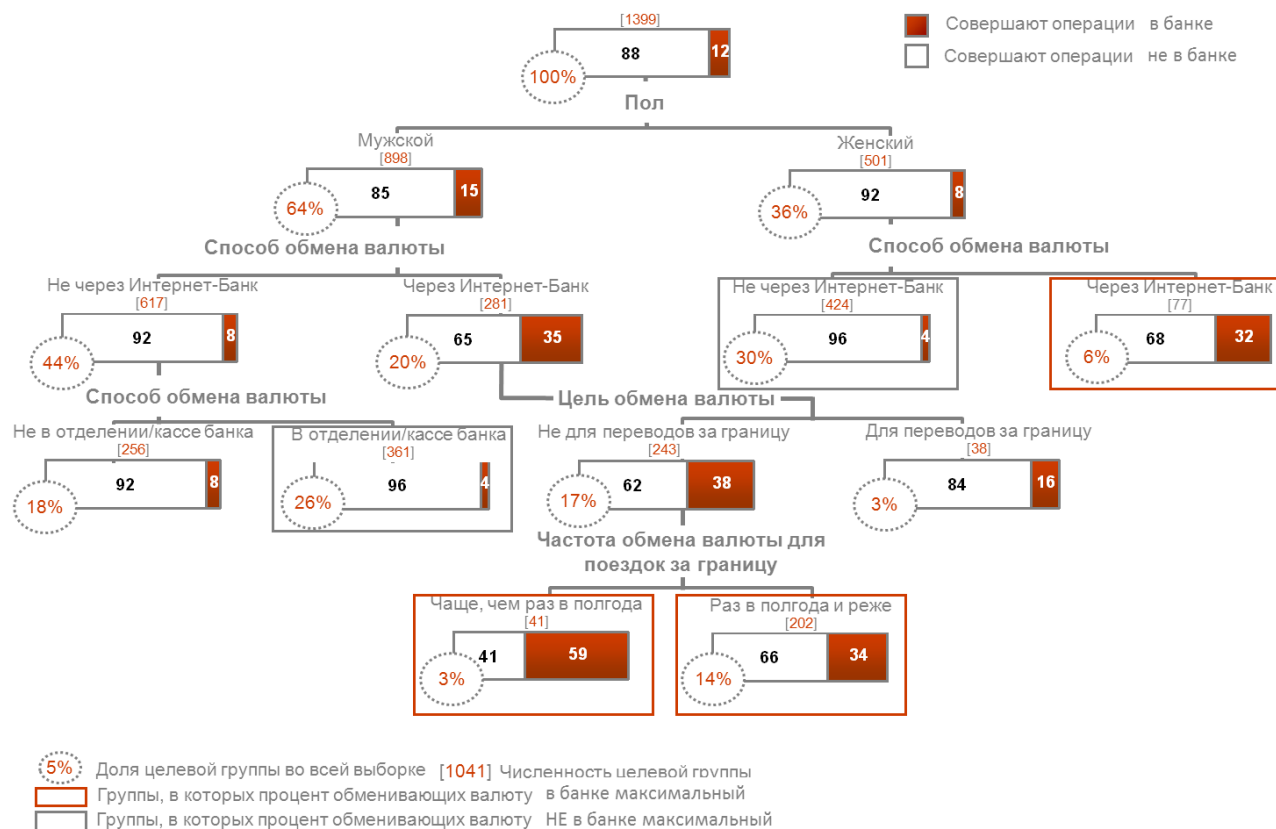 [1399]
88 12
100%
Совершают операции в банке
Совершают операции не в банке
Пол
Мужской
[898]
85 15
64%
Женский
[501]
92 8
36%
Способ обмена валюты
Способ обмена валюты
Не через Интернет-Банк
[617]
92 8
44%
Через Интернет-Банк
[281]
65 35
20%
Не через Интернет-Банк
[424]
96 4
30%
Через Интернет-Банк
[77]
68 32
6%
Способ обмена валюты
Цель обмена валюты
Не в отделении/кассе банка
[256]
92 8
18%
В отделении/кассе банка
[361]
96 4
26%
Не для переводов за границу
[243]
62 38
17%
Для переводов за границу
[38]
84 16
3%
Частота обмена валюты для
поездок за границу
Чаще, чем раз в полгода
[41]
41 59
3%
Раз в полгода и реже
[202]
66 34
14%
5% Доля целевой группы во всей выборке [1041] Численность целевой группы
Группы, в которых процент обменивающих валюту в банке максимальный
Группы, в которых процент обменивающих валюту НЕ в банке максимальный